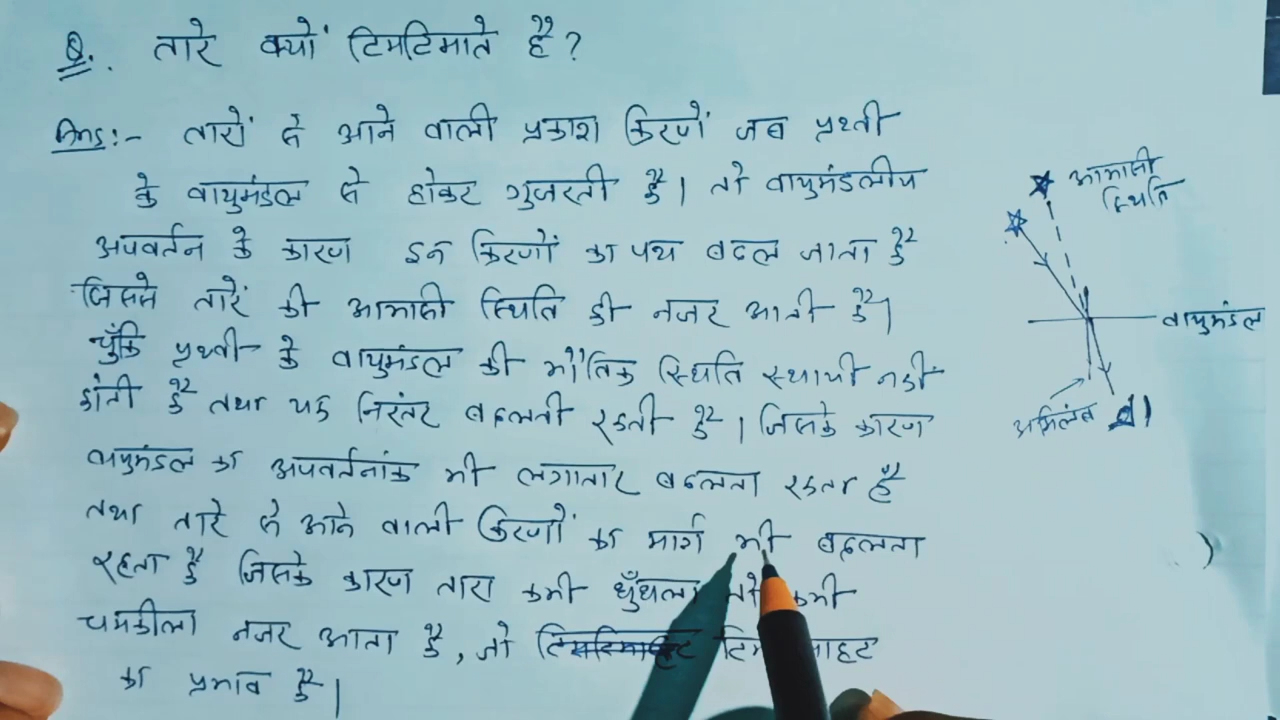 Q. तारे क्यों टिमटिमाते हैं?
Ans:- तारों से आने वाली प्रकाश किरणें जब पृथ्वी
के वायुमंडल से होकर गुजरती हैं। तो वायुमंडलीय
अपवर्तन के कारण इन किरणों का पथ बदल जाता है
जिससे तारें की आभासी स्थिति ही नजर आती है।
चुँकि पृथ्वी के वायुमंडल की भौतिक स्थिति स्थायी नही
होती है तथा यह निरंतर बदलती रहती है। जिसके कारण
वायुमंडल का अपवर्तनांक भी लगातार बदलता रहता है
तथा तारे से आने वाली किरणों का मार्ग भी बदलता
रहता है जिसके कारण तारा कभी धुँधला कभी
चमकीला नजर आता है, जो
का प्रभाव है।
आभासी
स्थिति
वायुमंडल
अभिलंब